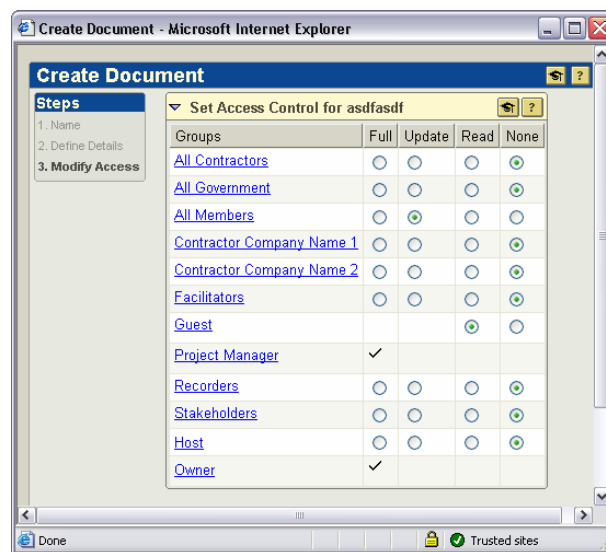 Create Document - Microsoft Internet Explorer
Create Document
?
Steps
1. Name
2. Define Details
3. Modify Access
Set Access Control for asdfasdf
?
Groups Full Update Read None
All Contractors
All Government
All Members
Contractor Company Name 1
Contractor Company Name 2
Facilitators
Guest
Project Manager
Recorders
Stakeholders
Host
Owner
Done
Trusted sites